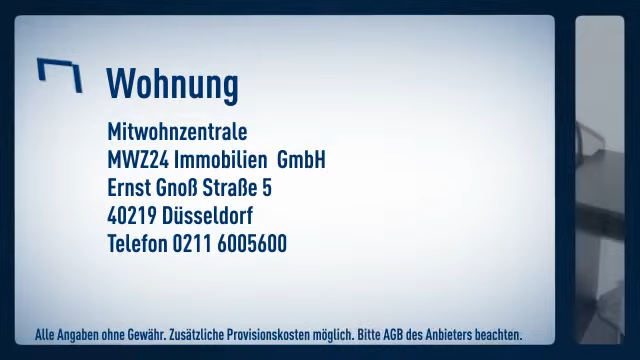 Wohnung
Mitwohnzentrale
MWZ24 Immobilien GmbH
Ernst Gnoß Straße 5
40219 Düsseldorf
Telefon 0211 6005600
Alle Angaben ohne Gewähr. Zusätzliche Provisionskosten möglich. Bitte AGB des Anbieters beachten.